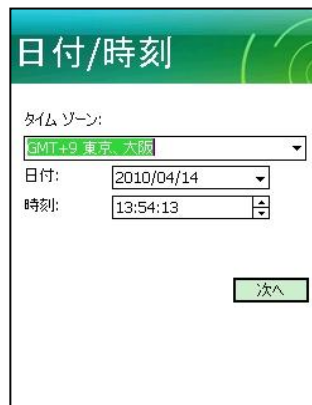 日付/時刻
タイム ゾーン:
GMT+9 東京、大阪
日付:
2010/04/14
時刻:
13:54:13
次へ